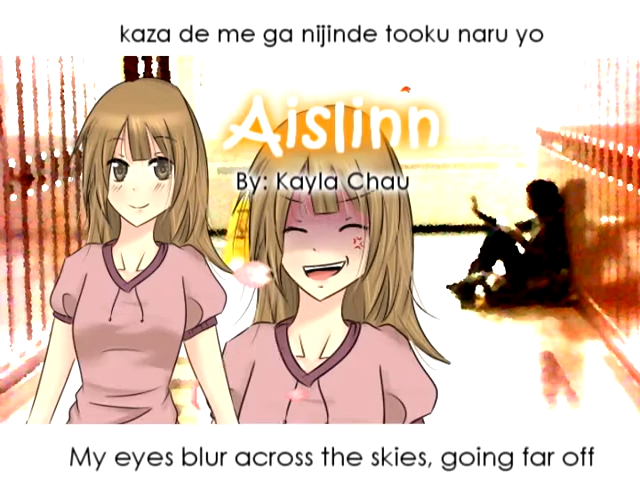 kaza de me ga nijinde tooku naru yo
Aislinn
By: Kayla Chau
My eyes blur across the skies, going far off